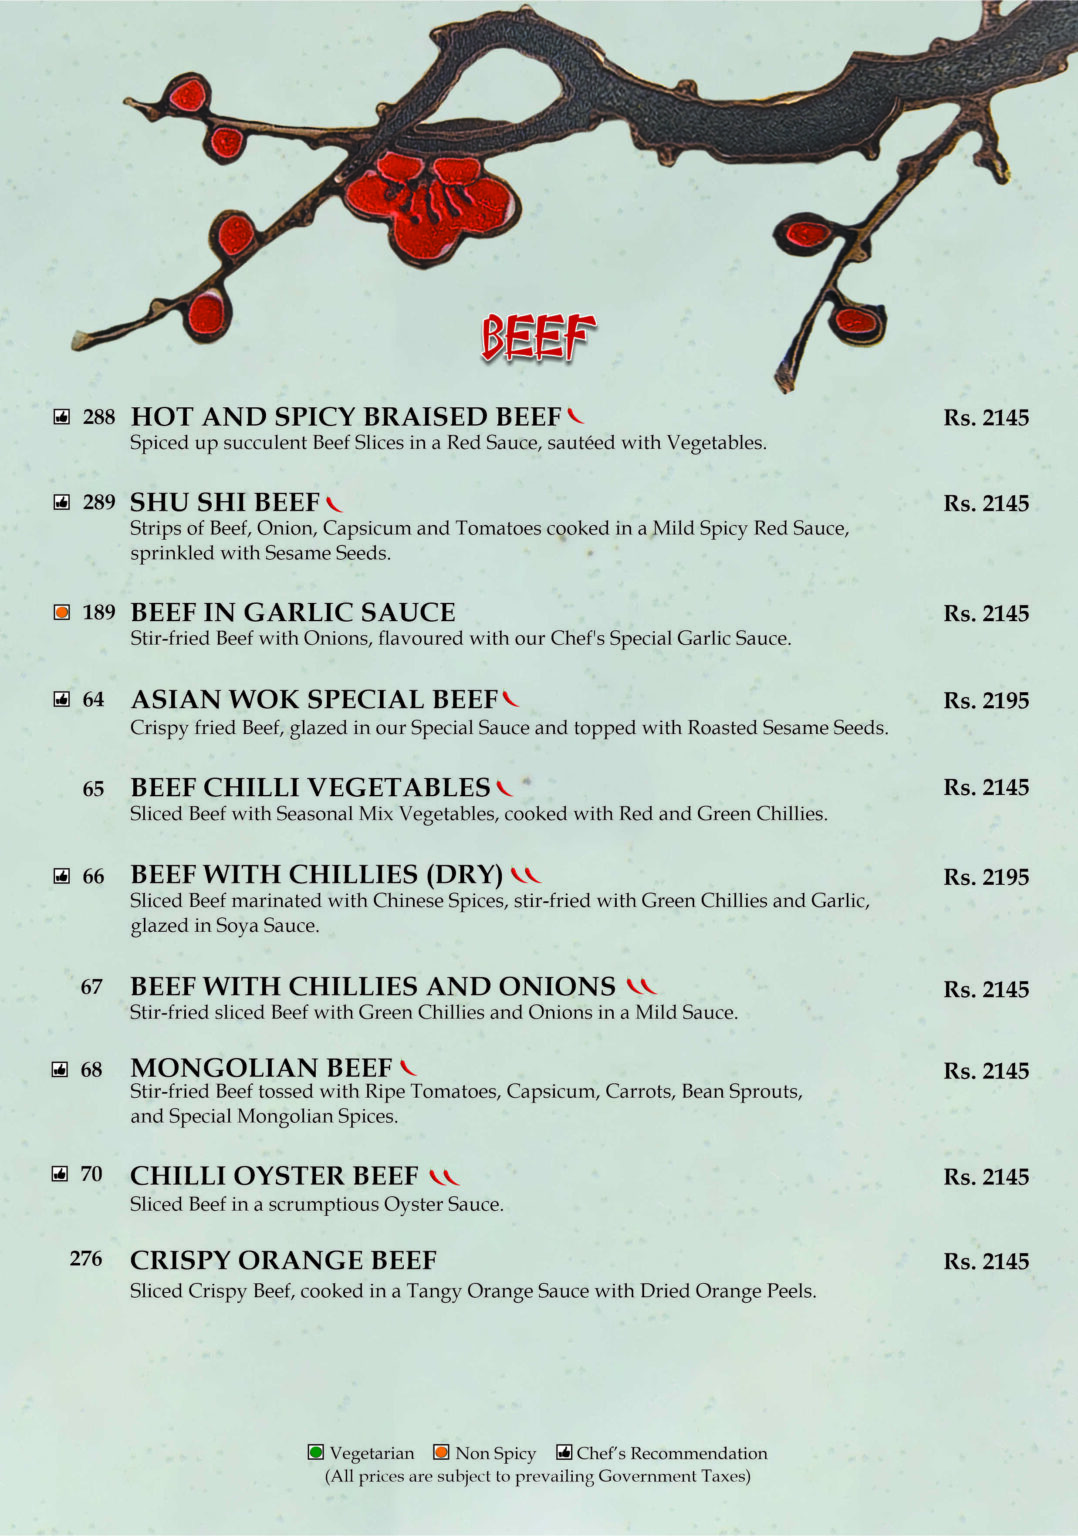 BEEF
288 HOT AND SPICY BRAISED BEEF Rs. 2145
Spiced up succulent Beef Slices in a Red Sauce, sautéed with Vegetables.
289 SHU SHI BEEF Rs. 2145
Strips of Beef, Onion, Capsicum and Tomatoes cooked in a Mild Spicy Red Sauce,
sprinkled with Sesame Seeds.
189 BEEF IN GARLIC SAUCE Rs. 2145
Stir-fried Beef with Onions, flavoured with our Chef's Special Garlic Sauce.
64 ASIAN WOK SPECIAL BEEF Rs. 2195
Crispy fried Beef, glazed in our Special Sauce and topped with Roasted Sesame Seeds.
65 BEEF CHILLI VEGETABLES Rs. 2145
Sliced Beef with Seasonal Mix Vegetables, cooked with Red and Green Chillies.
66 BEEF WITH CHILLIES (DRY) Rs. 2195
Sliced Beef marinated with Chinese Spices, stir-fried with Green Chillies and Garlic,
glazed in Soya Sauce.
67 BEEF WITH CHILLIES AND ONIONS Rs. 2145
Stir-fried sliced Beef with Green Chillies and Onions in a Mild Sauce.
68 MONGOLIAN BEEF Rs. 2145
Stir-fried Beef tossed with Ripe Tomatoes, Capsicum, Carrots, Bean Sprouts,
and Special Mongolian Spices.
70 CHILLI OYSTER BEEF Rs. 2145
Sliced Beef in a scrumptious Oyster Sauce.
276 CRISPY ORANGE BEEF Rs. 2145
Sliced Crispy Beef, cooked in a Tangy Orange Sauce with Dried Orange Peels.
Vegetarian Non Spicy Chef's Recommendation
(All prices are subject to prevailing Government Taxes)